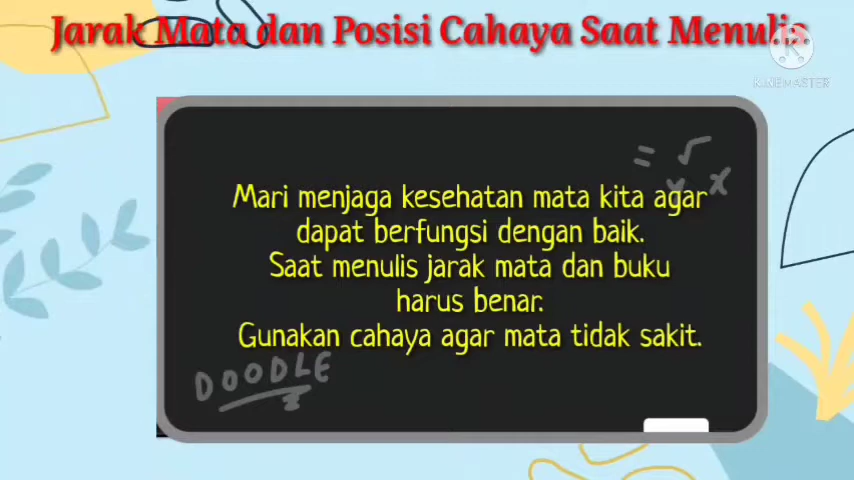 Jarak Mata dan Posisi Cahaya Saat Menulis
KINEMASTER
Mari menjaga kesehatan mata kita agar
dapat berfungsi dengan baik.
Saat menulis jarak mata dan buku
harus benar.
Gunakan cahaya agar mata tidak sakit.
DOODLE